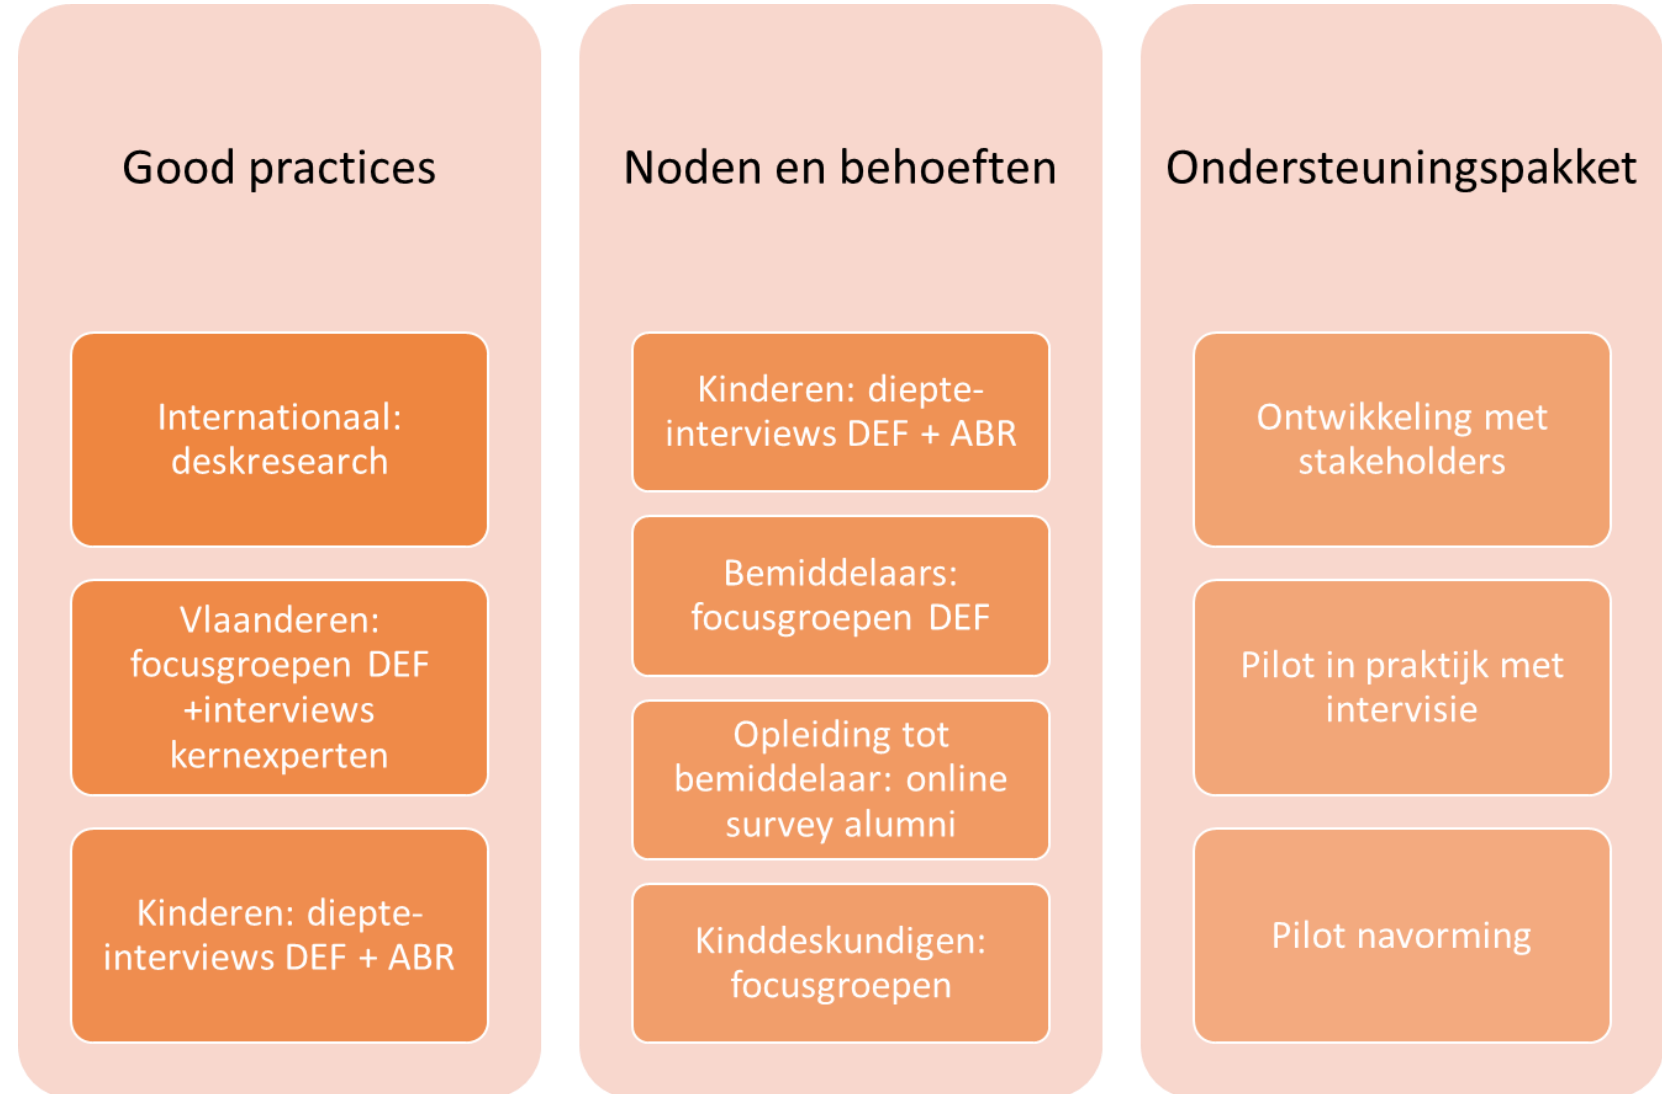 Good practices
Internationaal:
deskresearch
Vlaanderen:
focusgroepen DEF
+interviews
kernexperten
Kinderen: diepte-
interviews DEF + ABR
Noden en behoeften
Kinderen: diepte-
interviews DEF + ABR
Bemiddelaars:
focusgroepen DEF
Opleiding tot
bemiddelaar: online
survey alumni
Kinddeskundigen:
focusgroepen
Ondersteuningspakket
Ontwikkeling met
stakeholders
Pilot in praktijk met
intervisie
Pilot navorming